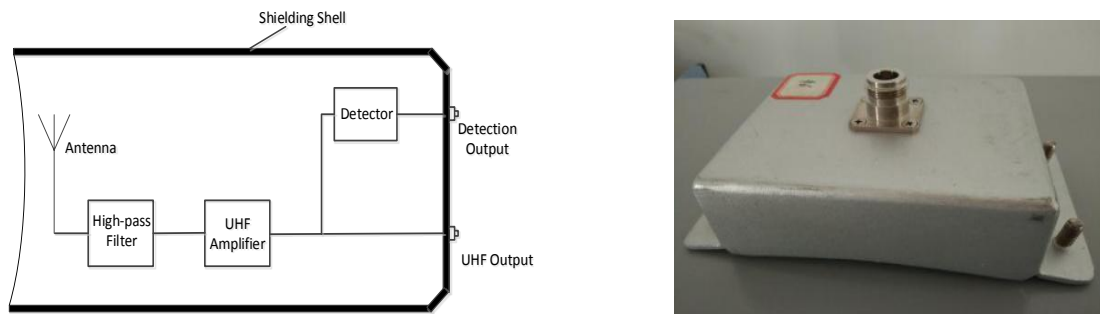 Shielding Shell
Detector
Detection
Output
Antenna
High-pass
Filter
UHF
Amplifier
UHF Output